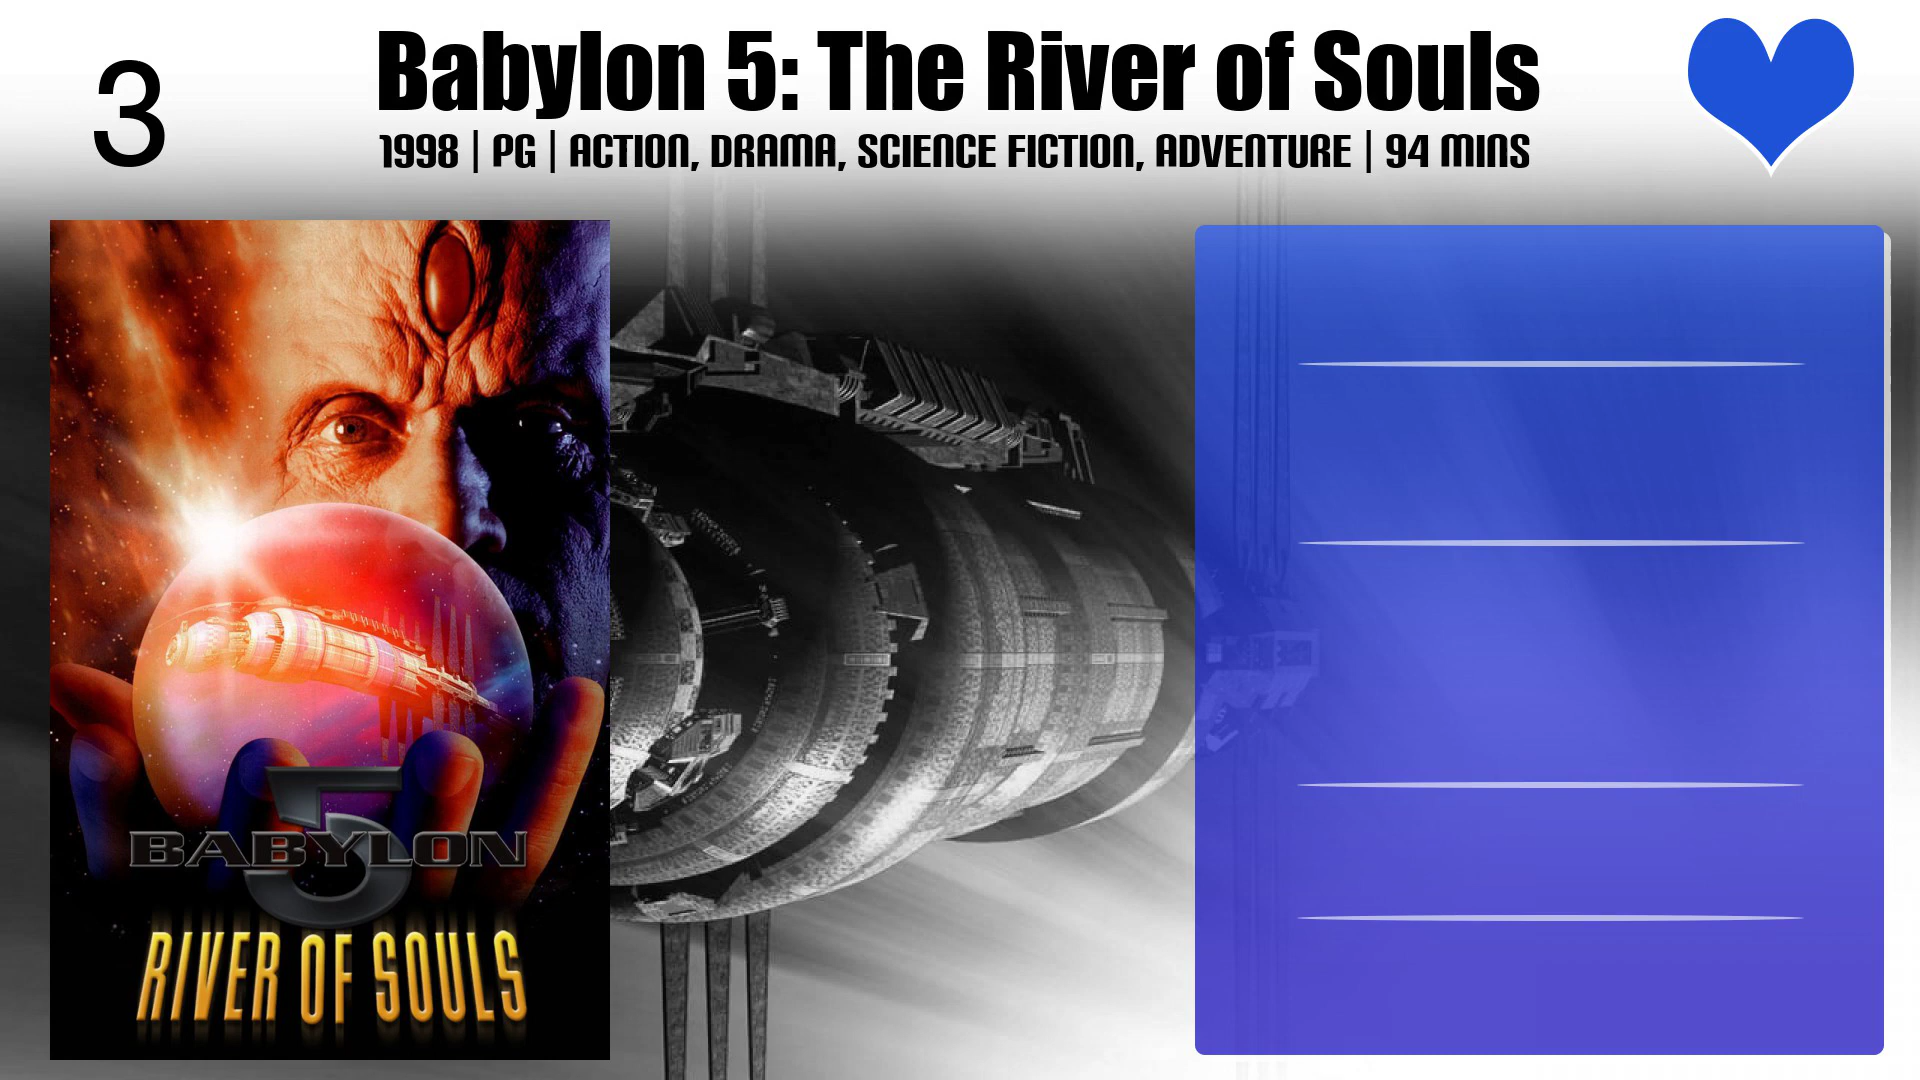 3
Babylon 5: The River of Souls
1998 | PG | ACTION, DRAMA, SCIENCE FICTION, ADVENTURE | 94 MINS
5
BABYLON
RIVER OF SOULS